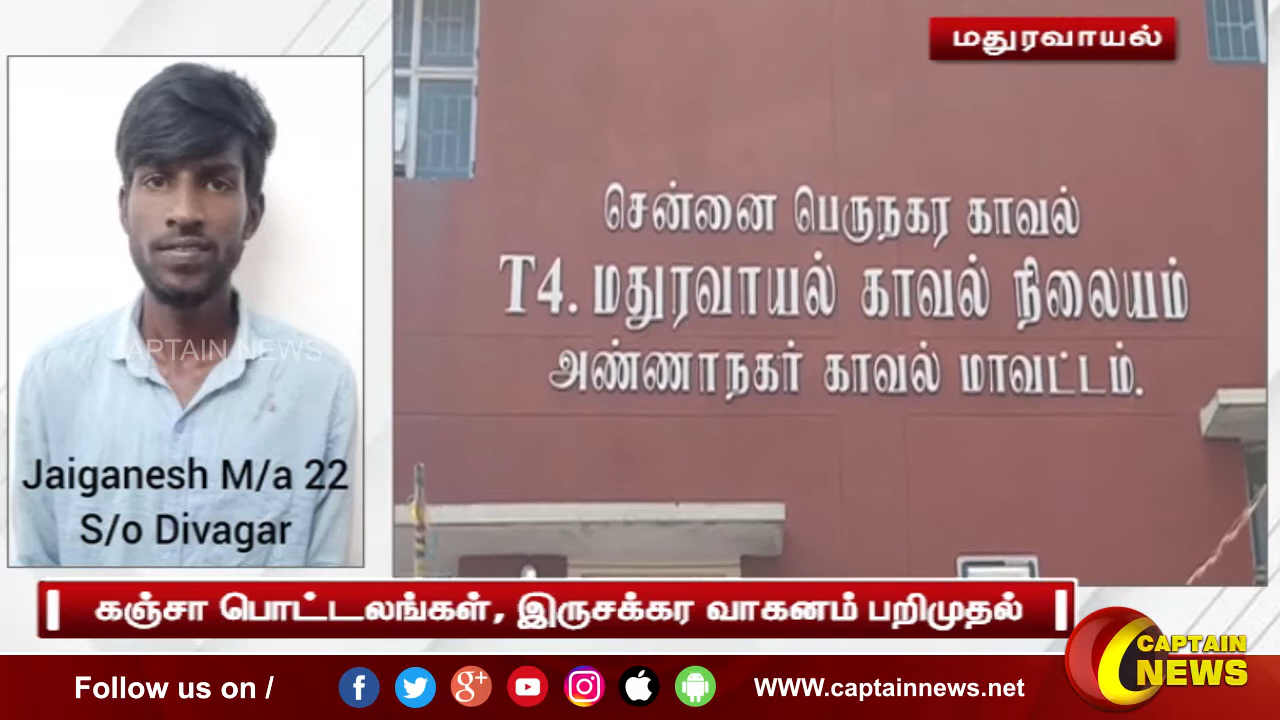 மதுரவாயல்
சென்னை பெருநகர காவல்
T4. மதுரவாயல் காவல் நிலையம்
அண்ணாநகர் காவல் மாவட்டம்.
CAPTAIN NEWS
Jaiganesh M/a 22
S/o Divagar
கஞ்சா பொட்டலங்கள், இருசக்கர வாகனம் பறிமுதல்
Follow us on /
WWW.captainnews.net
CAPTAIN
NEWS